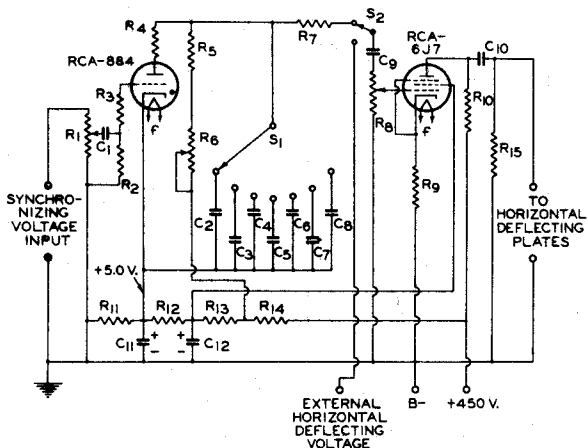 R4
RCA-884
R5
R7
S2
RCA-
6J7
C10
C9
R3
R1
C1
R2
f
R6
S1
R8
f
R10
R15
R9
SYNCHRO-
NIZING
VOLTAGE
INPUT
C2
C3
C4
C5
C6
C7
C8
TO
HORIZONTAL
DEFLECTING
PLATES
+5.0 V.
R11
R12
R13
R14
C11
+
-
+
-
C12
EXTERNAL
HORIZONTAL
DEFLECTING
VOLTAGE
B-
+450 V.